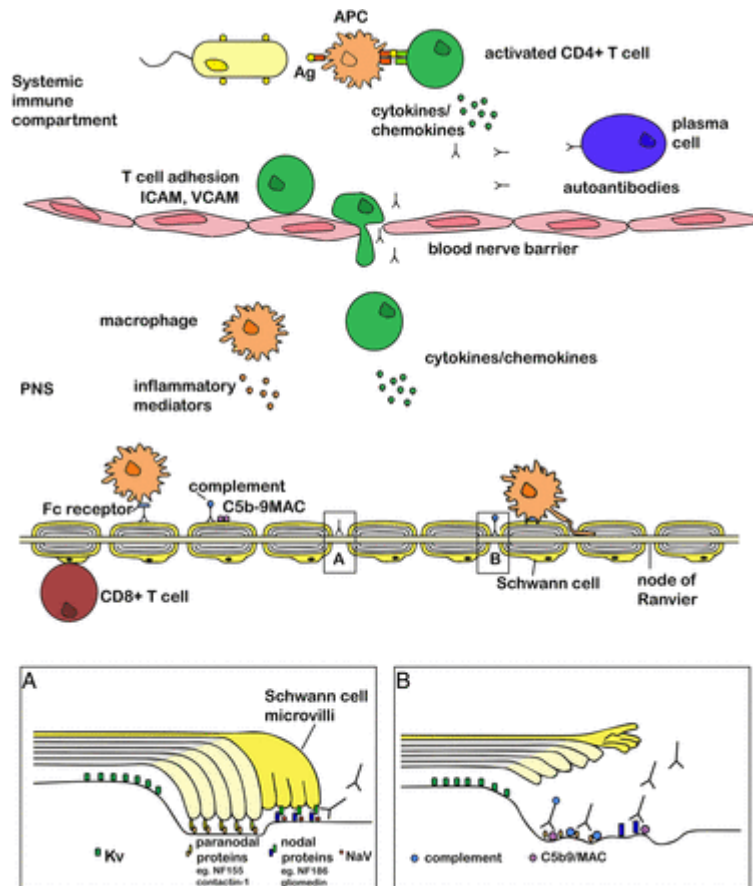 APC
Ag
activated CD4+ T cell
Systemic
immune
compartment
cytokines/
chemokines
plasma
cell
T cell adhesion
ICAM, VCAM
autoantibodies
blood nerve barrier
macrophage
cytokines/chemokines
PNS
inflammatory
mediators
complement
Fc receptor
C5b-9MAC
A
B
Schwann cell
node of
Ranvier
CD8+ T cell
A
Schwann cell
microvilli
Kv
paranodal
proteins
eg. NF155
contactin-1
nodal
proteins
eg. NF186
gliomedin
NaV
B
complement
C5b9/MAC